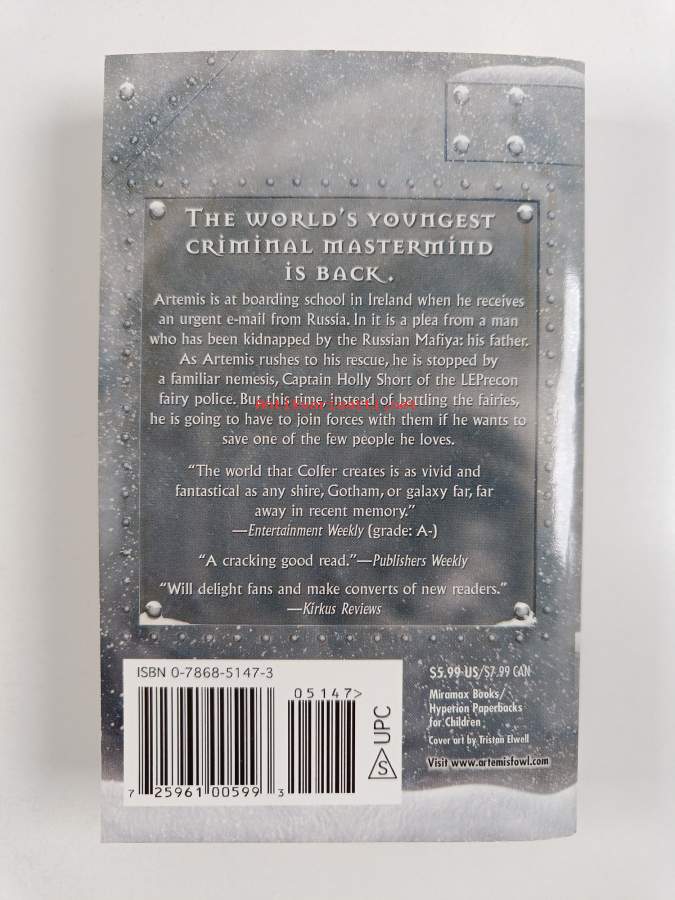 THE WORLD'S YOUNGEST
CRIMINAL MASTERMIND
IS BACK.
Artemis is at boarding school in Ireland when he receives
an urgent e-mail from Russia. In it is a plea from a man
who has been kidnapped by the Russian Mafiya: his father.
As Artemis rushes to his rescue, he is stopped by
a familiar nemesis, Captain Holly Short of the LEPrecon
fairy police. But this time, instead of battling the fairies,
he is going to have to join forces with them if he wants to
save one of the few people he loves.
“The world that Colfer creates is as vivid and
fantastical as any shire, Gotham, or galaxy far, far
away in recent memory.”
—Entertainment Weekly (grade: A-)
“A cracking good read.”—Publishers Weekly
“Will delight fans and make converts of new readers.”
—Kirkus Reviews
ISBN 0-7868-5147-3
05147>
7 25961 00599 3
S UPC
$5.99 US/$7.99 CAN
Miramax Books/
Hyperion Paperbacks
for Children
Cover art by Tristan Elwell
Visit www.artemisfowl.com